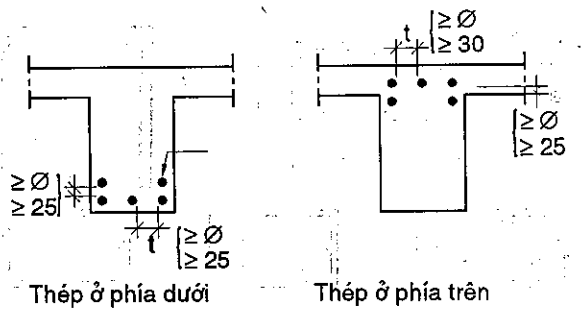 t
≥ Ø
≥ 30
≥ Ø
≥ 25
≥ Ø
≥ 25
t
≥ Ø
≥ 25
Thép ở phía dưới
Thép ở phía trên